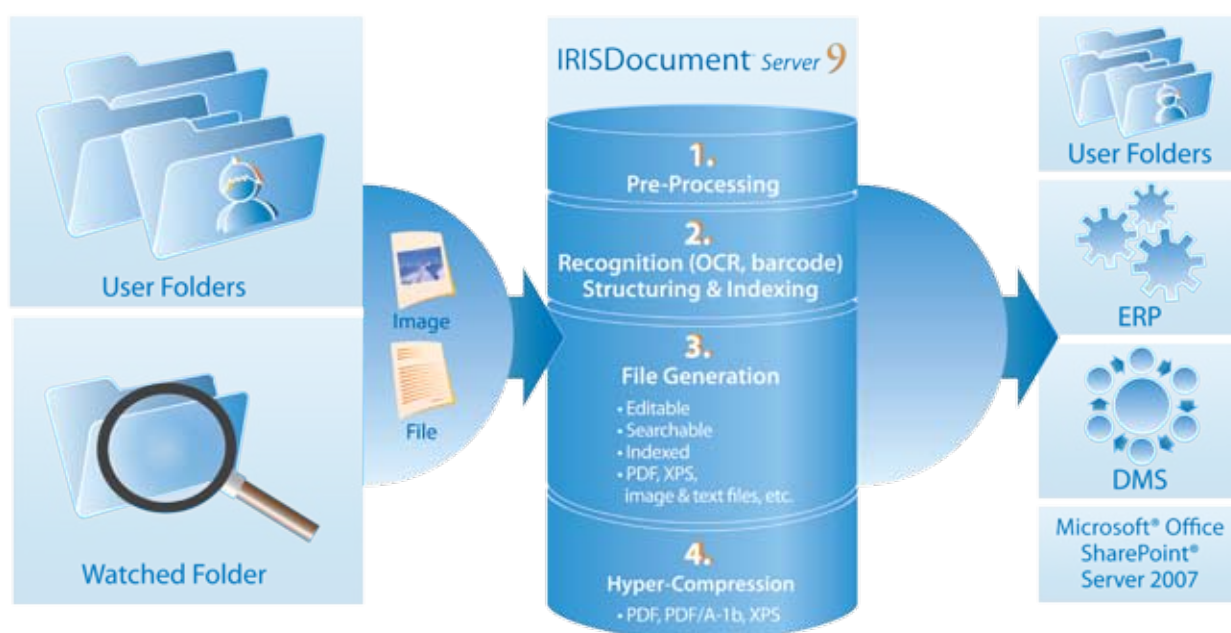 User Folders
Watched Folder
Image
File
IRISDocument™ Server 9
1.
Pre-Processing
2.
Recognition (OCR, barcode)
Structuring & Indexing
3.
File Generation
• Editable
• Searchable
• Indexed
• PDF, XPS,
image & text files, etc.
4.
Hyper-Compression
• PDF, PDF/A-1b, XPS
User Folders
ERP
DMS
Microsoft® Office
SharePoint®
Server 2007